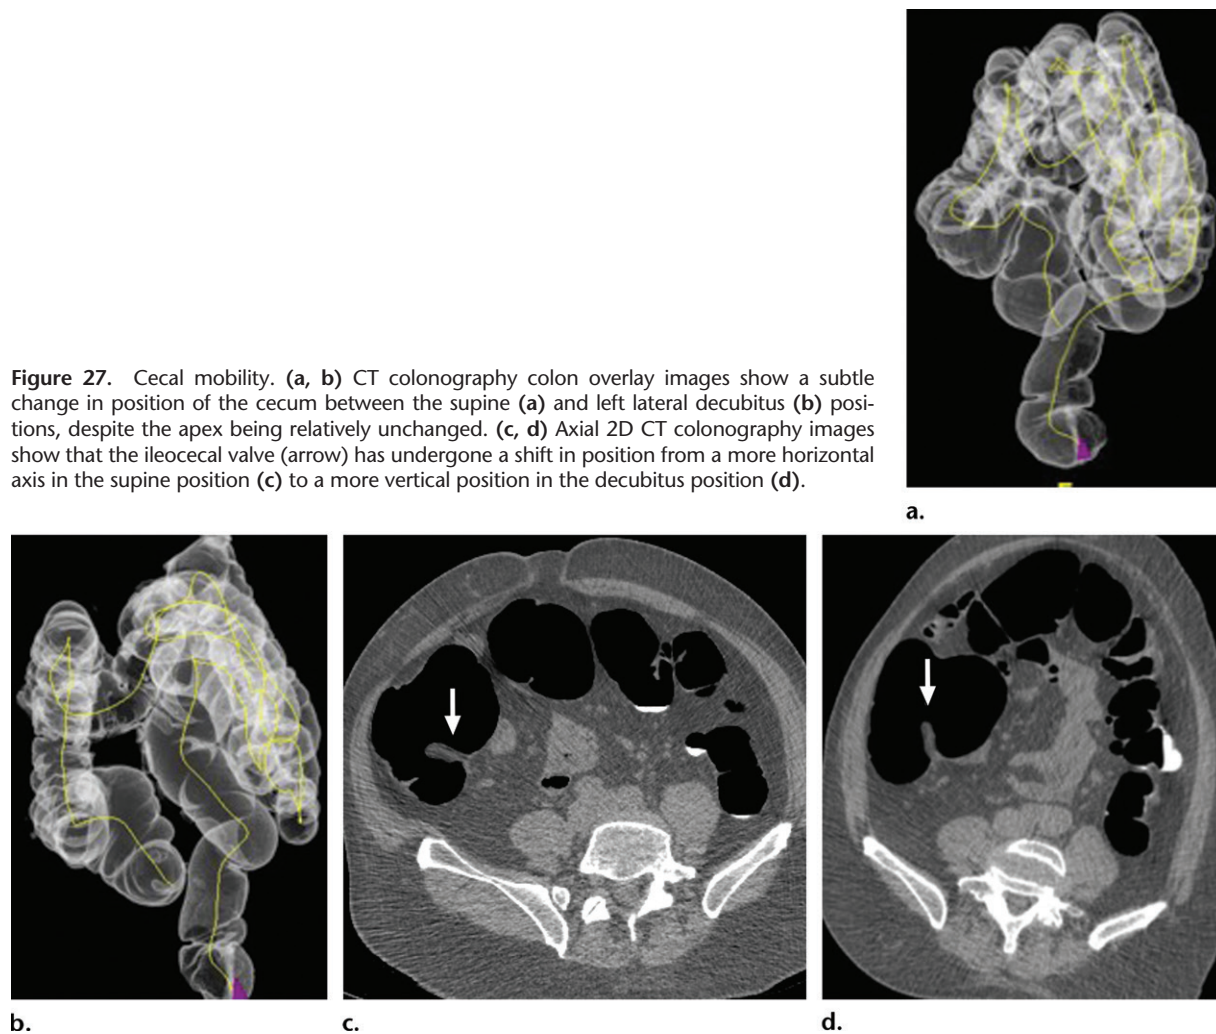 a.
Figure 27. Cecal mobility. (a, b) CT colonography colon overlay images show a subtle
change in position of the cecum between the supine (a) and left lateral decubitus (b) posi-
tions, despite the apex being relatively unchanged. (c, d) Axial 2D CT colonography images
show that the ileocecal valve (arrow) has undergone a shift in position from a more horizontal
axis in the supine position (c) to a more vertical position in the decubitus position (d).
b.
c.
d.